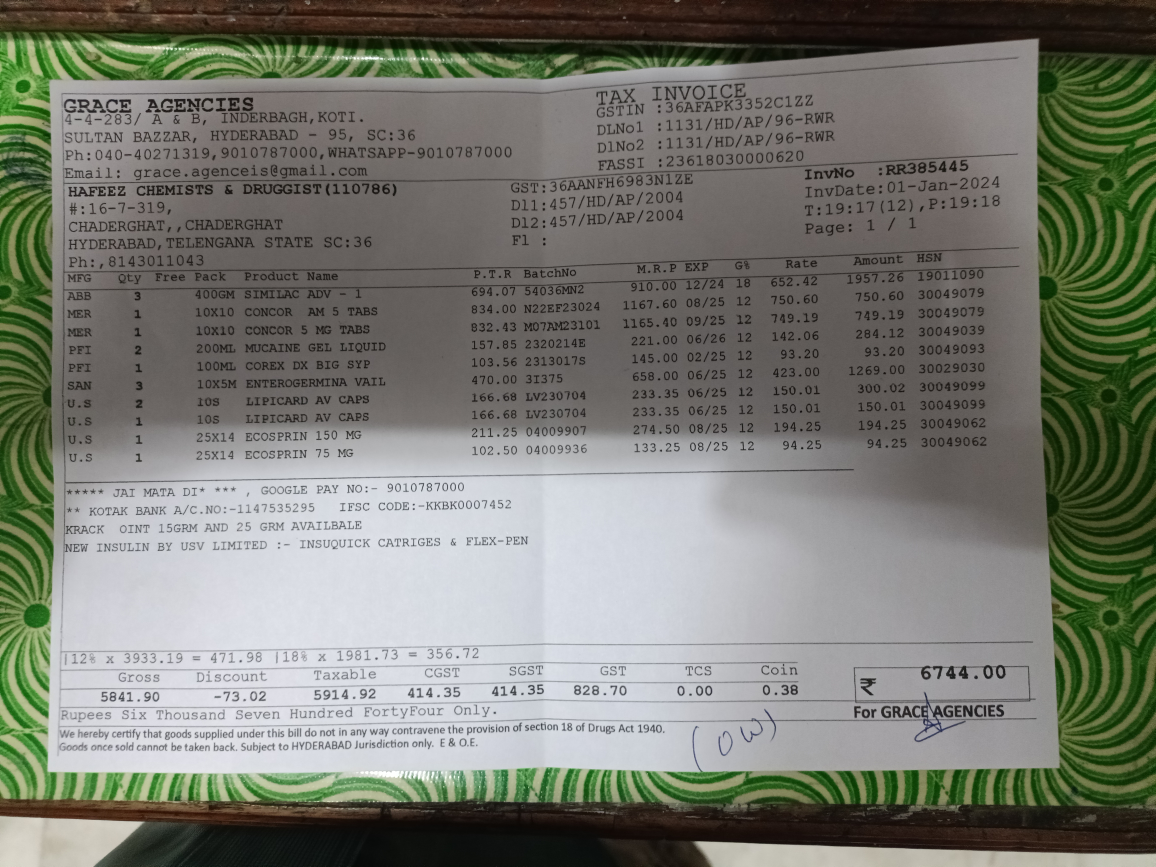 GRACE AGENCIES
4-4-283/ A & B, INDERBAGH,KOTI.
SULTAN BAZZAR, HYDERABAD - 95, SC:36
Ph:040-40271319,9010787000,WHATSAPP-9010787000
Email: grace.agenceis@gmail.com
TAX INVOICE
GSTIN :36AFAPK3352C1ZZ
DLNo1 :1131/HD/AP/96-RWR
DlNo2 :1131/HD/AP/96-RWR
FASSI :23618030000620
HAFEEZ CHEMISTS & DRUGGIST(110786)
#:16-7-319,
CHADERGHAT,,CHADERGHAT
HYDERABAD,TELENGANA STATE SC:36
Ph:,8143011043
GST:36AANFH6983N1ZE
Dl1:457/HD/AP/2004
Dl2:457/HD/AP/2004
Fl :
InvNo :RR385445
InvDate:01-Jan-2024
T:19:17(12),P:19:18
Page: 1 / 1
MFG Qty Free Pack Product Name P.T.R BatchNo M.R.P EXP G% Rate Amount HSN
ABB 3 400GM SIMILAC ADV - 1 694.07 54036MN2 910.00 12/24 18 652.42 1957.26 19011090
MER 1 10X10 CONCOR AM 5 TABS 834.00 N22EF23024 1167.60 08/25 12 750.60 750.60 30049079
MER 1 10X10 CONCOR 5 MG TABS 832.43 M07AM23101 1165.40 09/25 12 749.19 749.19 30049079
PFI 2 200ML MUCAINE GEL LIQUID 157.85 2320214E 221.00 06/26 12 142.06 284.12 30049039
PFI 1 100ML COREX DX BIG SYP 103.56 2313017S 145.00 02/25 12 93.20 93.20 30049093
SAN 3 10X5M ENTEROGERMINA VAIL 470.00 3I375 658.00 06/25 12 423.00 1269.00 30029030
U.S 2 10S LIPICARD AV CAPS 166.68 LV230704 233.35 06/25 12 150.01 300.02 30049099
U.S 1 10S LIPICARD AV CAPS 166.68 LV230704 233.35 06/25 12 150.01 150.01 30049099
U.S 1 25X14 ECOSPRIN 150 MG 211.25 04009907 274.50 08/25 12 194.25 194.25 30049062
U.S 1 25X14 ECOSPRIN 75 MG 102.50 04009936 133.25 08/25 12 94.25 94.25 30049062
***** JAI MATA DI* *** , GOOGLE PAY NO:- 9010787000
** KOTAK BANK A/C.NO:-1147535295 IFSC CODE:-KKBK0007452
KRACK OINT 15GRM AND 25 GRM AVAILBALE
NEW INSULIN BY USV LIMITED :- INSUQUICK CATRIGES & FLEX-PEN
|12% x 3933.19 = 471.98 |18% x 1981.73 = 356.72
Gross Discount Taxable CGST SGST GST TCS Coin
5841.90 -73.02 5914.92 414.35 414.35 828.70 0.00 0.38
₹ 6744.00
Rupees Six Thousand Seven Hundred FortyFour Only.
For GRACE AGENCIES
We hereby certify that goods supplied under this bill do not in any way contravene the provision of section 18 of Drugs Act 1940.
Goods once sold cannot be taken back. Subject to HYDERABAD Jurisdiction only. E & O.E.
(OW)